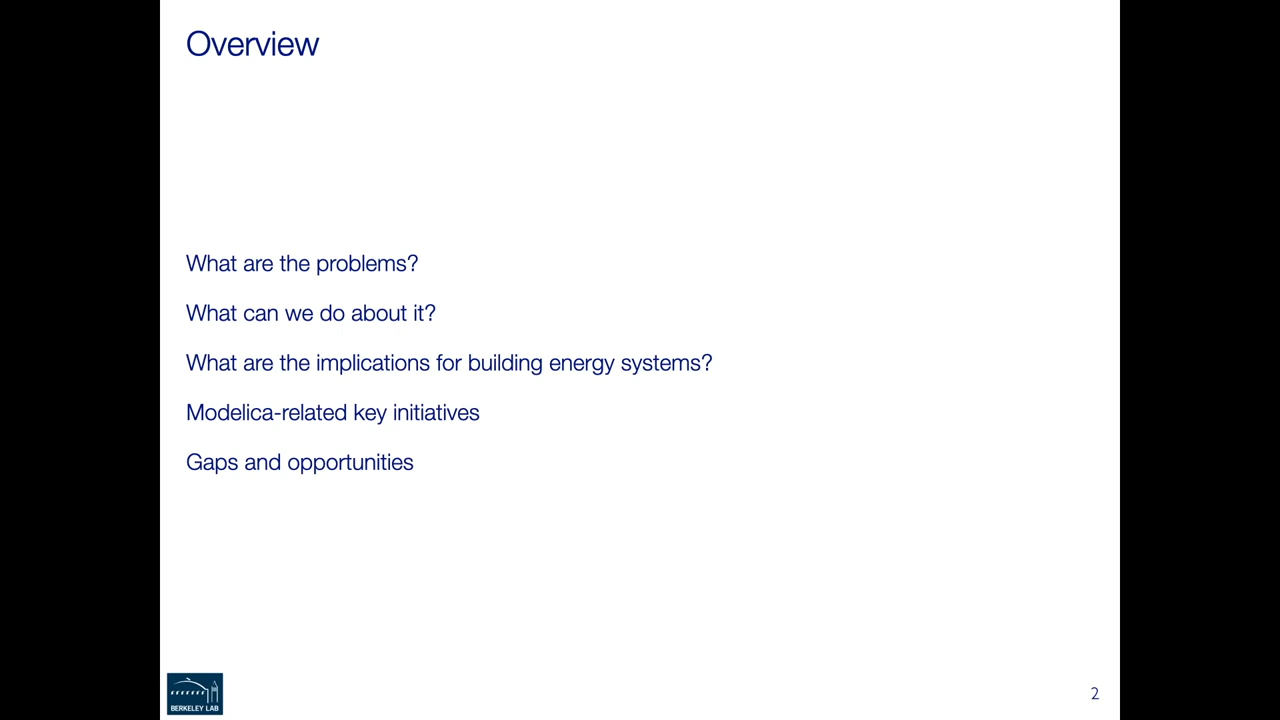 Overview
What are the problems?
What can we do about it?
What are the implications for building energy systems?
Modelica-related key initiatives
Gaps and opportunities
BERKELEY LAB
2